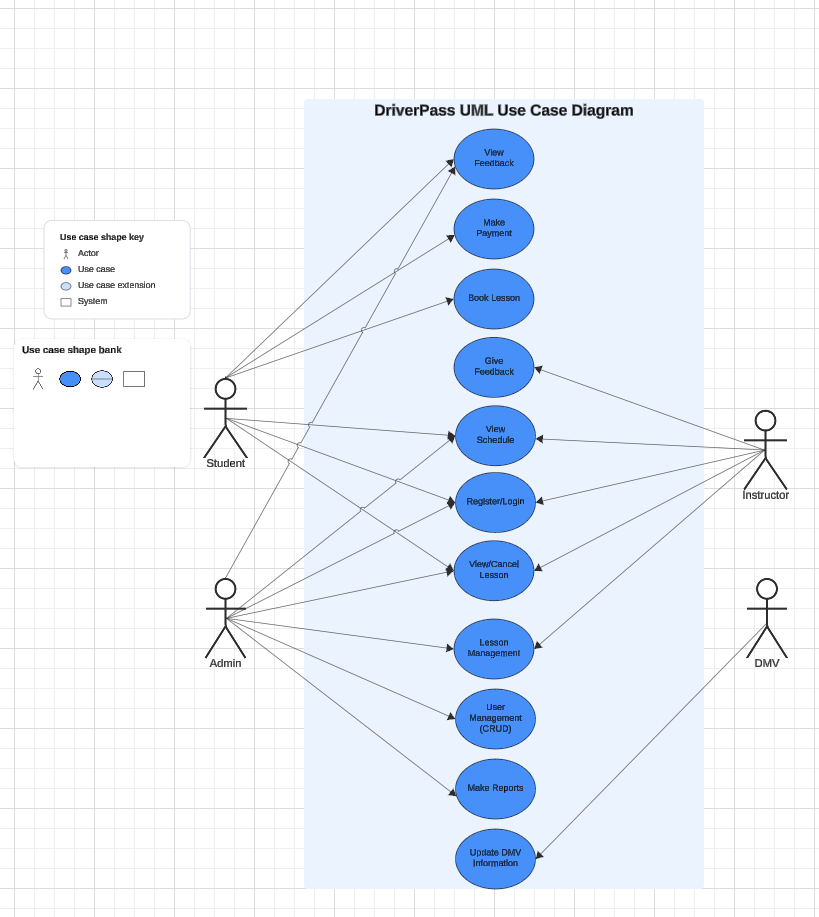 DriverPass UML Use Case Diagram
View
Feedback
Make
Payment
Book Lesson
Give
Feedback
View
Schedule
Register/Login
View/Cancel
Lesson
Lesson
Management
User
Management
(CRUD)
Make Reports
Update DMV
Information
Use case shape key
Actor
Use case
Use case extension
System
Use case shape bank
Student
Admin
Instructor
DMV